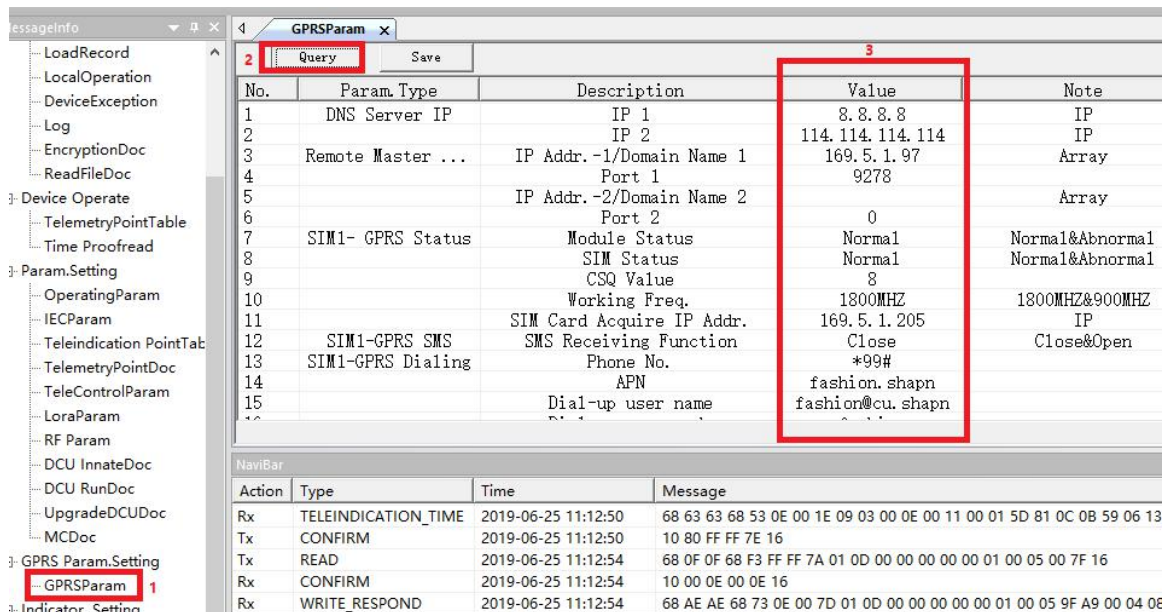 MessageInfo
LoadRecord
LocalOperation
DeviceException
Log
EncryptionDoc
ReadFileDoc
Device Operate
TelemetryPointTable
Time Proofread
Param.Setting
OperatingParam
IECParam
Teleindication PointTab
TelemetryPointDoc
TeleControlParam
LoraParam
RF Param
DCU InnateDoc
DCU RunDoc
UpgradeDCUDoc
MCDoc
GPRS Param.Setting
GPRSParam 1
Indicator Setting
GPRSParam x
2 Query Save 3
No. Param.Type Description Value Note
1 DNS Server IP IP 1 8.8.8.8 IP
2 IP 2 114.114.114.114 IP
3 Remote Master ... IP Addr.-1/Domain Name 1 169.5.1.97 Array
4 Port 1 9278
5 IP Addr.-2/Domain Name 2 Array
6 Port 2 0
7 SIM1- GPRS Status Module Status Normal Normal&Abnormal
8 SIM Status Normal Normal&Abnormal
9 CSQ Value 8
10 Working Freq. 1800MHZ 1800MHZ&900MHZ
11 SIM Card Acquire IP Addr. 169.5.1.205 IP
12 SIM1-GPRS SMS SMS Receiving Function Close Close&Open
13 SIM1-GPRS Dialing Phone No. *99#
14 APN fashion.shapn
15 Dial-up user name fashion@cu.shapn
NaviBar
Action Type Time Message
Rx TELEINDICATION_TIME 2019-06-25 11:12:50 68 63 63 68 53 0E 00 1E 09 03 00 0E 00 11 00 01 5D 81 0C 0B 59 06 13
Tx CONFIRM 2019-06-25 11:12:50 10 80 FF FF 7E 16
Tx READ 2019-06-25 11:12:54 68 0F 0F 68 F3 FF FF 7A 01 0D 00 00 00 00 00 01 00 05 00 7F 16
Rx CONFIRM 2019-06-25 11:12:54 10 00 0E 00 0E 16
Rx WRITE_RESPOND 2019-06-25 11:12:54 68 AE AE 68 73 0E 00 7D 01 0D 00 00 00 00 00 01 00 05 9F A9 00 04 08